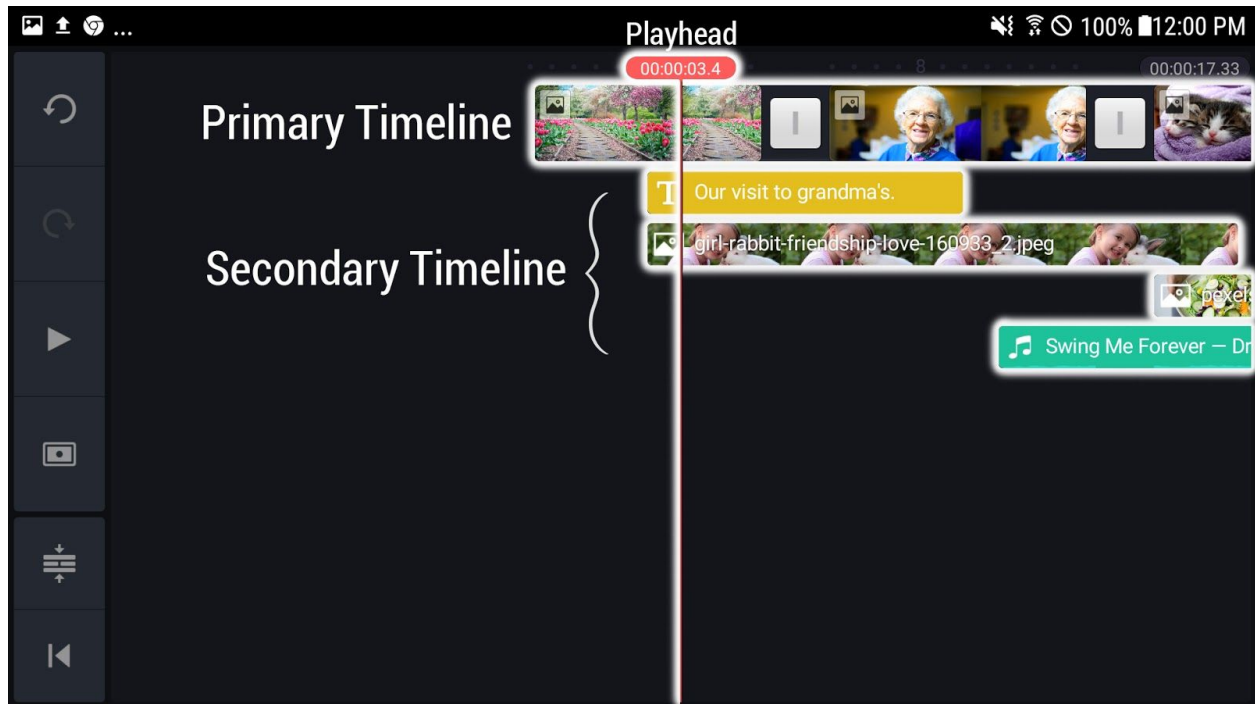 ... 100% 12:00 PM
Playhead
00:00:03.4 8 00:00:17.33
Primary Timeline
T Our visit to grandma's.
girl-rabbit-friendship-love-160933_2.jpeg
Secondary Timeline
pexels
Swing Me Forever — Dr